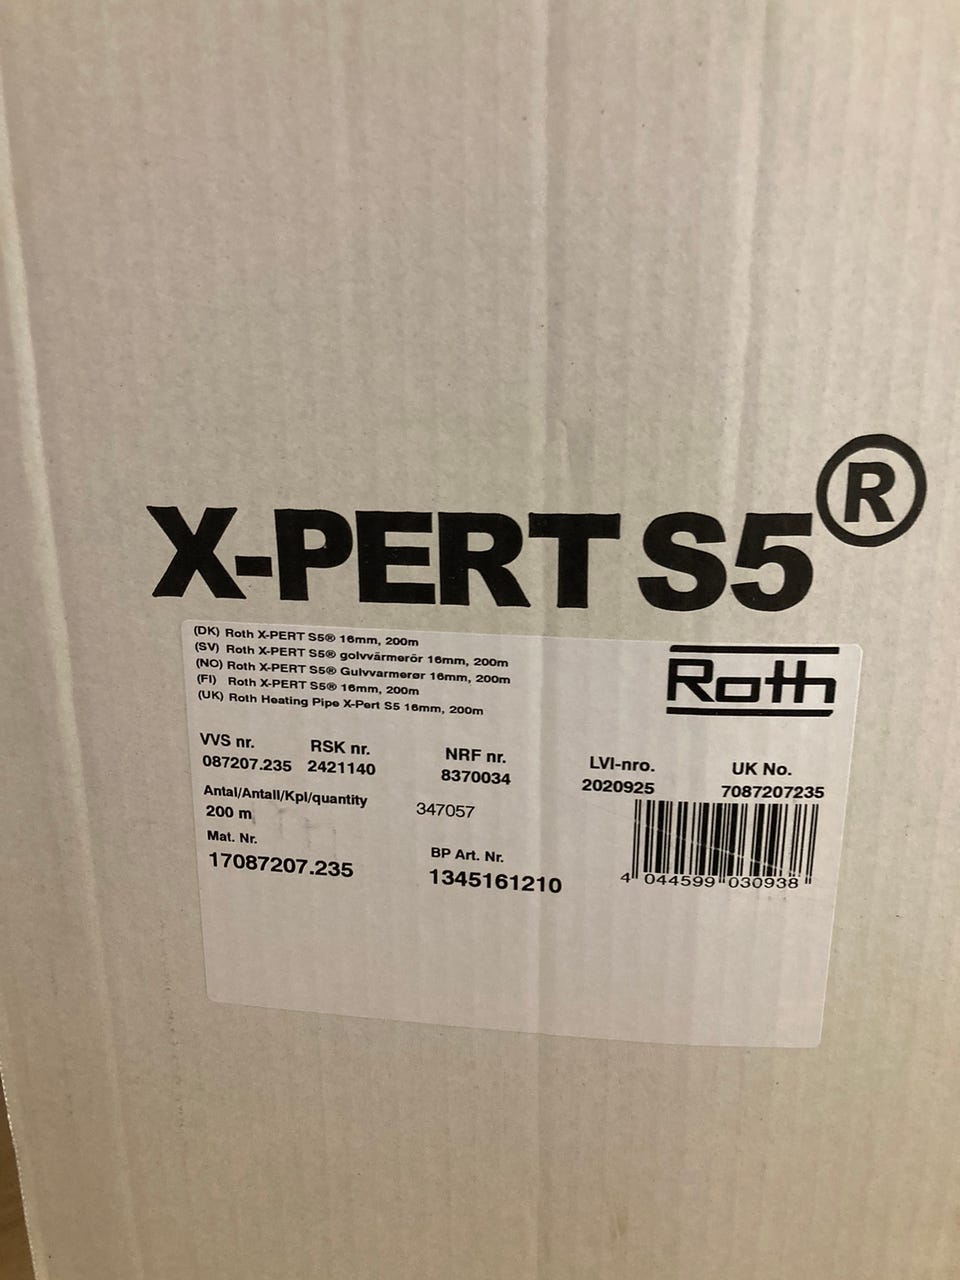 X-PERT S5®
(DK) Roth X-PERT S5® 16mm, 200m
(SV) Roth X-PERT S5® golvvärmerör 16mm, 200m
(NO) Roth X-PERT S5® Gulvvarmerør 16mm, 200m
(FI) Roth X-PERT S5® 16mm, 200m
(UK) Roth Heating Pipe X-Pert S5 16mm, 200m
Roth
VVS nr. RSK nr. NRF nr. LVI-nro. UK No.
087207.235 2421140 8370034 2020925 7087207235
Antal/Antall/Kpl/quantity 347057
200 m
Mat. Nr. BP Art. Nr.
17087207.235 1345161210
4 044599 030938